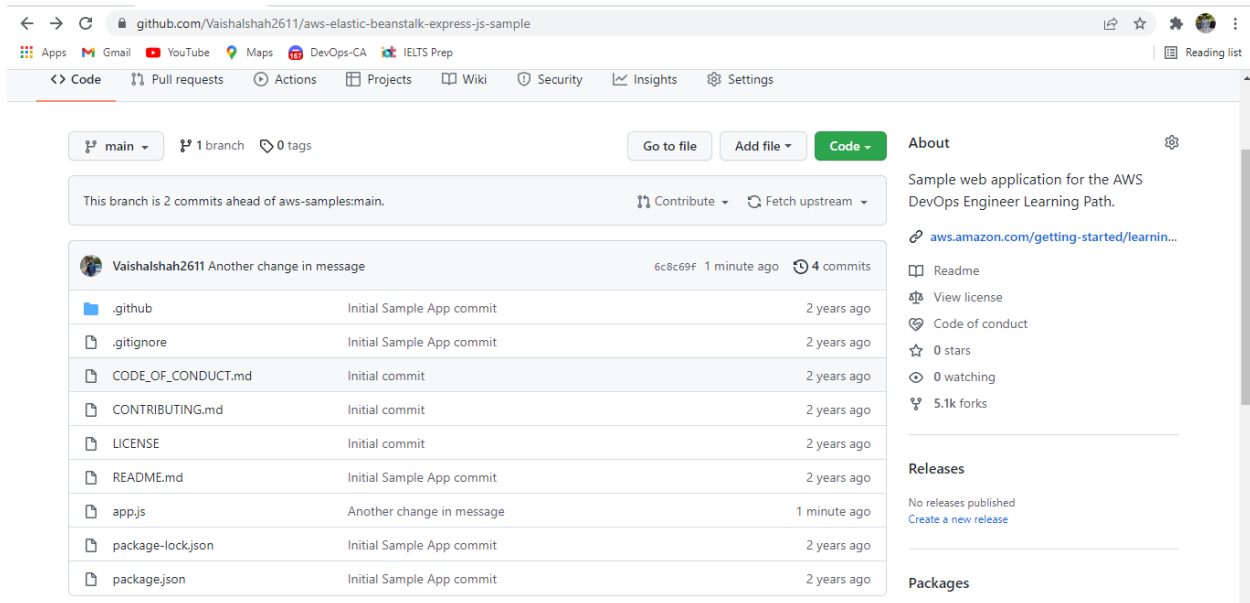 github.com/Vaishalshah2611/aws-elastic-beanstalk-express-js-sample
Apps Gmail YouTube Maps 167 DevOps-CA IELTS Prep Reading list
<> Code Pull requests Actions Projects Wiki Security Insights Settings
main 1 branch 0 tags Go to file Add file Code
This branch is 2 commits ahead of aws-samples:main. Contribute Fetch upstream
Vaishalshah2611 Another change in message 6c8c69f 1 minute ago 4 commits
.github Initial Sample App commit 2 years ago
.gitignore Initial Sample App commit 2 years ago
CODE_OF_CONDUCT.md Initial commit 2 years ago
CONTRIBUTING.md Initial commit 2 years ago
LICENSE Initial commit 2 years ago
README.md Initial Sample App commit 2 years ago
app.js Another change in message 1 minute ago
package-lock.json Initial Sample App commit 2 years ago
package.json Initial Sample App commit 2 years ago
About
Sample web application for the AWS
DevOps Engineer Learning Path.
aws.amazon.com/getting-started/learnin...
Readme
View license
Code of conduct
0 stars
0 watching
5.1k forks
Releases
No releases published
Create a new release
Packages